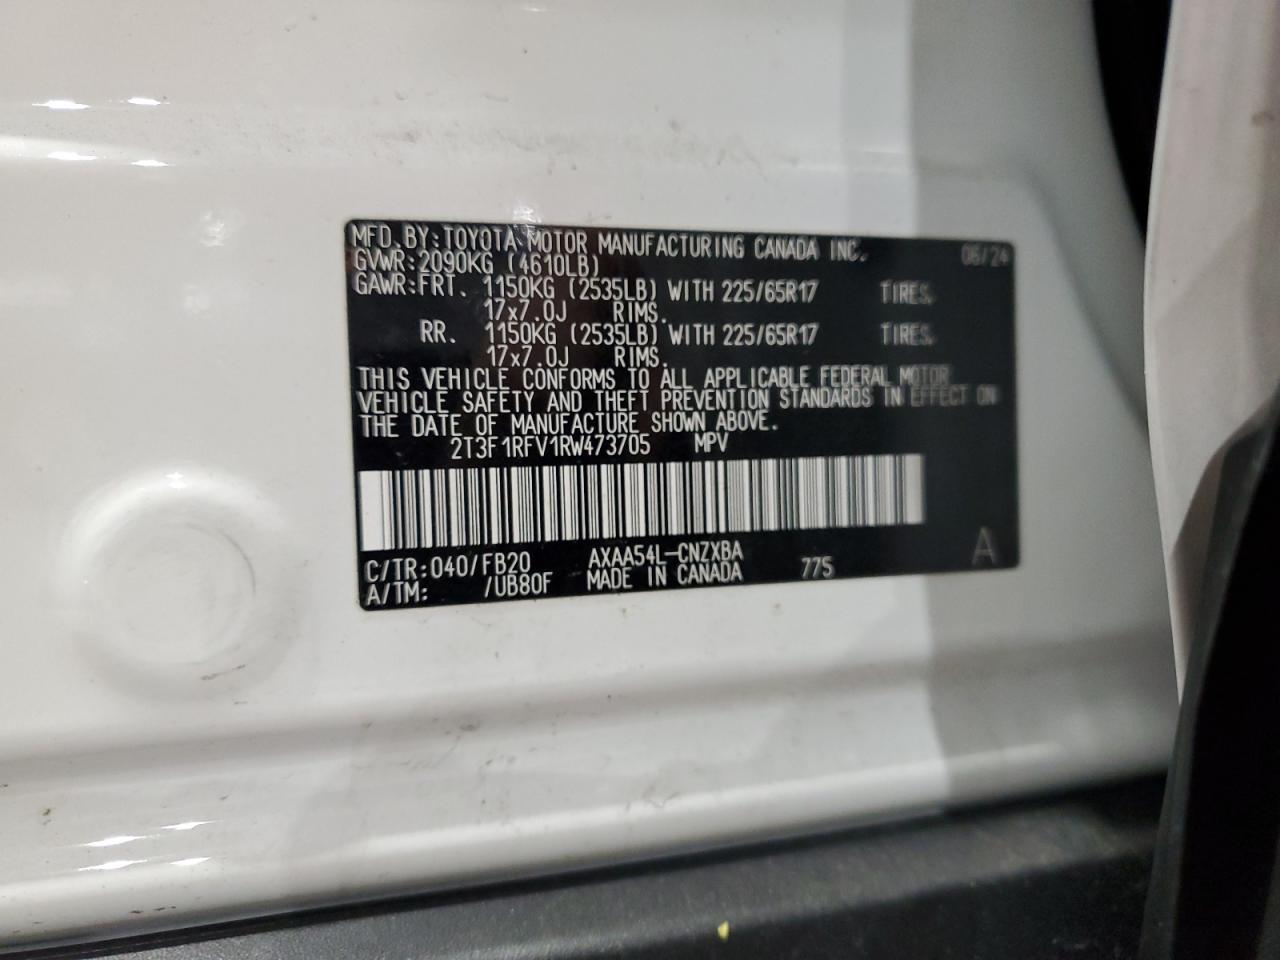 MFD. BY: TOYOTA MOTOR MANUFACTURING CANADA INC. 06/24
GVWR: 2090KG (4610LB)
GAWR: FRT. 1150KG (2535LB) WITH 225/65R17 TIRES.
17x7.0J RIMS.
RR. 1150KG (2535LB) WITH 225/65R17 TIRES.
17x7.0J RIMS.
THIS VEHICLE CONFORMS TO ALL APPLICABLE FEDERAL MOTOR
VEHICLE SAFETY AND THEFT PREVENTION STANDARDS IN EFFECT ON
THE DATE OF MANUFACTURE SHOWN ABOVE.
2T3F1RFV1RW473705 MPV
C/TR: 040/FB20 AXAA54L-CNZXBA 775 A
A/TM: /UB80F MADE IN CANADA